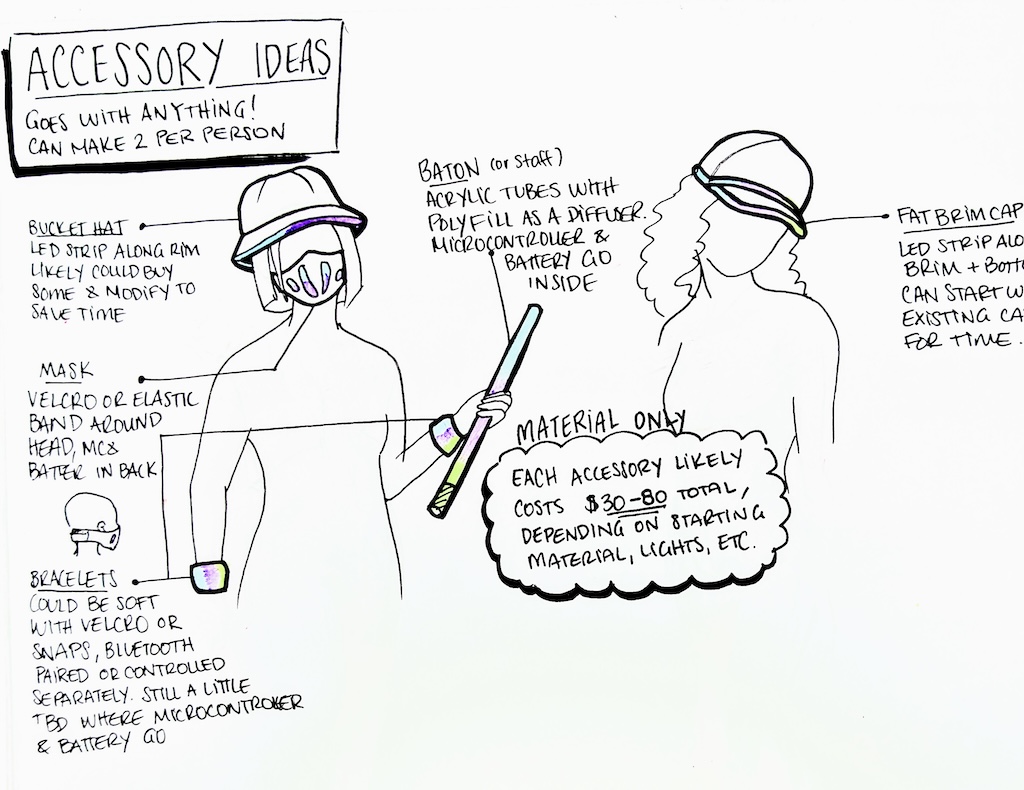 ACCESSORY IDEAS
GOES WITH ANYTHING!
CAN MAKE 2 PER PERSON
BUCKET HAT
LED STRIP ALONG RIM
LIKELY COULD BUY
SOME & MODIFY TO
SAVE TIME
MASK
VELCRO OR ELASTIC
BAND AROUND
HEAD, MC &
BATTER IN BACK
BRACELETS
COULD BE SOFT
WITH VELCRO OR
SNAPS, BLUETOOTH
PAIRED OR CONTROLLED
SEPARATELY. STILL A LITTLE
TBD WHERE MICROCONTROLLER
& BATTERY GO
BATON (or staff)
ACRYLIC TUBES WITH
POLYFILL AS A DIFFUSER.
MICROCONTROLLER &
BATTERY GO
INSIDE
MATERIAL ONLY
EACH ACCESSORY LIKELY
COSTS $30-80 TOTAL,
DEPENDING ON STARTING
MATERIAL, LIGHTS, ETC.
FAT BRIM CAP
LED STRIP ALO
BRIM + BOTTO
CAN START W
EXISTING CA
FOR TIME.